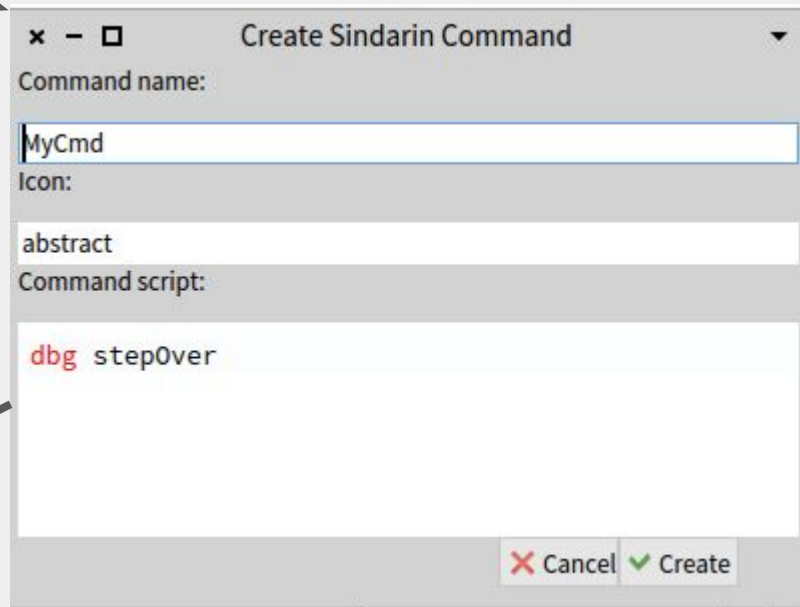 Create Sindarin Command
Command name:
MyCmd
Icon:
abstract
Command script:
dbg stepOver
Cancel Create